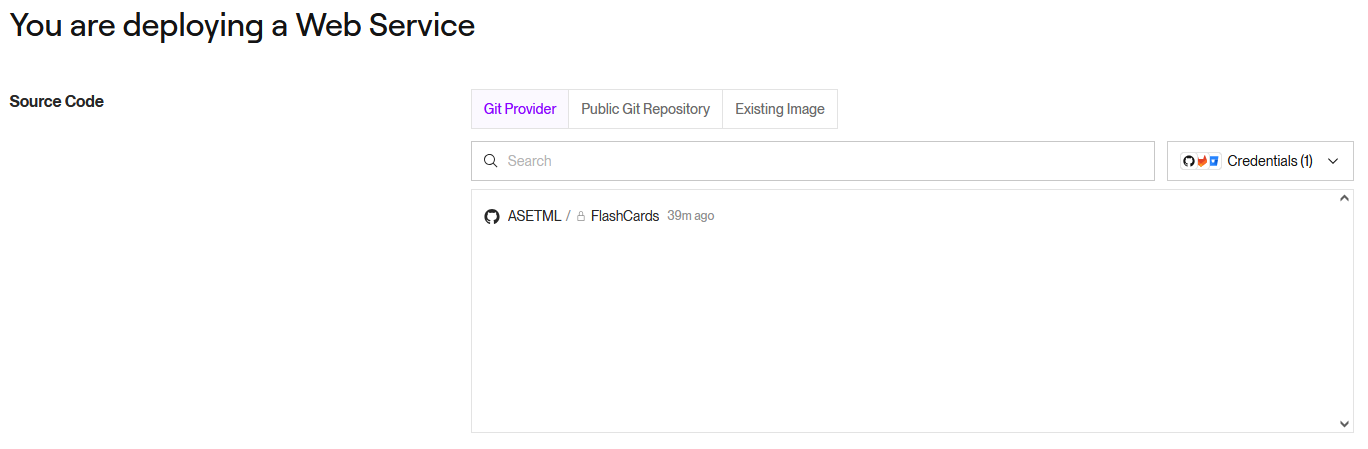 You are deploying a Web Service
Source Code
Git Provider Public Git Repository Existing Image
Search Credentials (1)
ASETML / FlashCards 39m ago